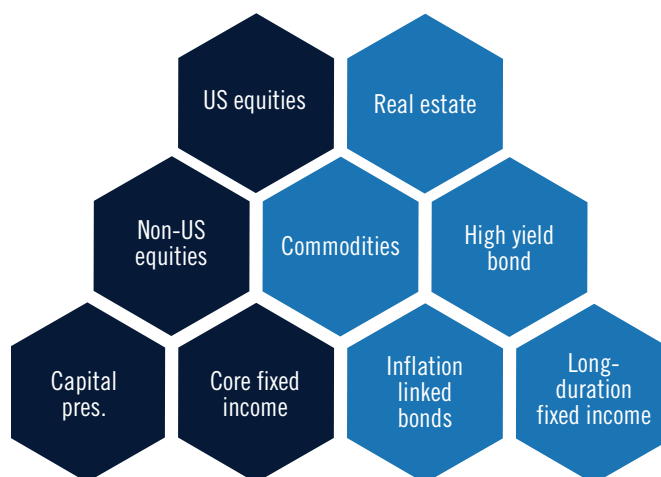 US equities
Real estate
Non-US
equities
Commodities
High yield
bond
Capital
pres.
Core fixed
income
Inflation
linked
bonds
Long-
duration
fixed income